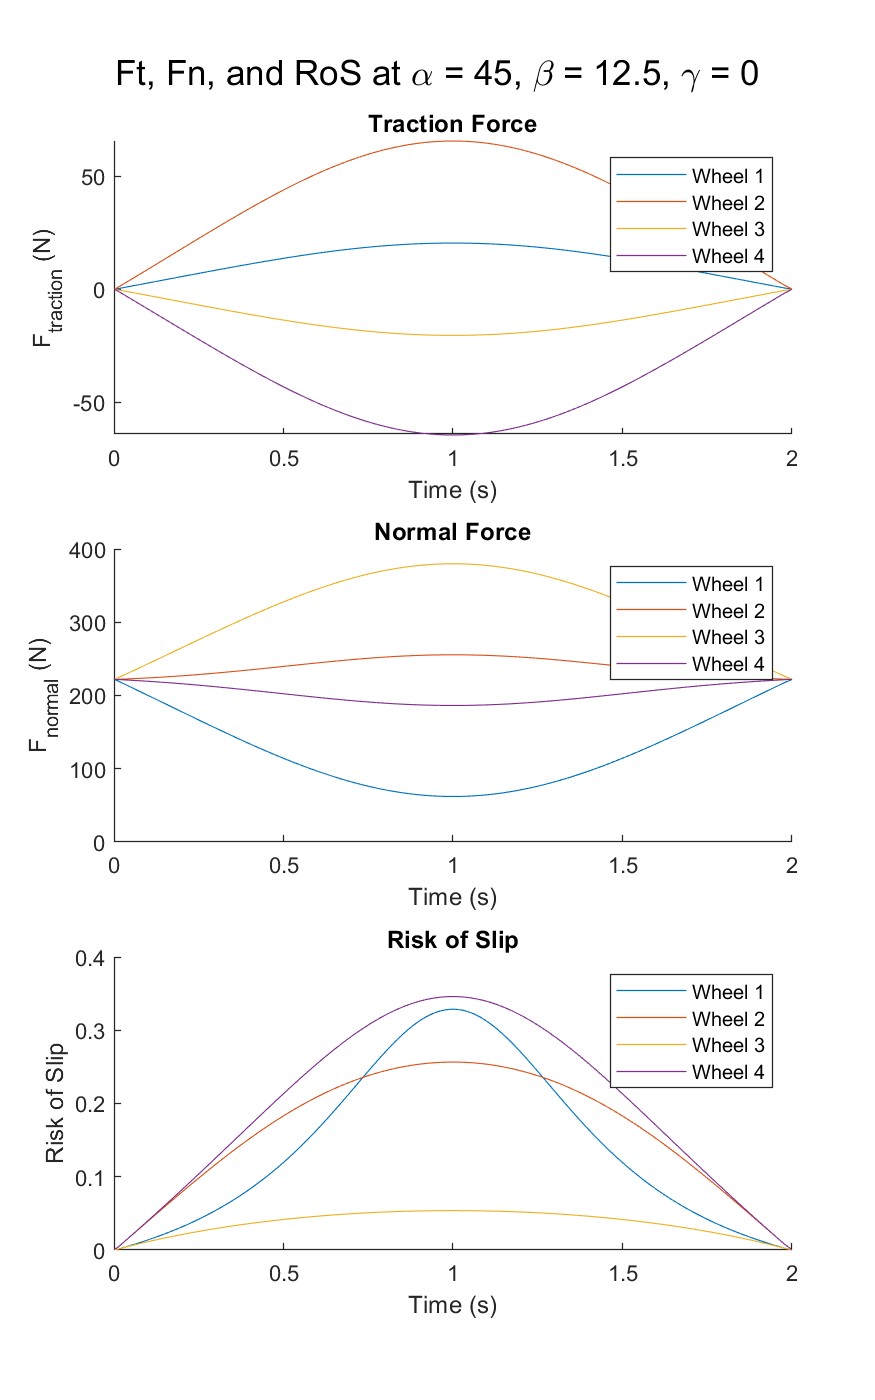 Ft, Fn, and RoS at α = 45, β = 12.5, γ = 0
Traction Force
50
0
-50
F_traction (N)
Wheel 1
Wheel 2
Wheel 3
Wheel 4
0 0.5 1 1.5 2
Time (s)
Normal Force
400
300
200
100
0
F_normal (N)
Wheel 1
Wheel 2
Wheel 3
Wheel 4
0 0.5 1 1.5 2
Time (s)
Risk of Slip
0.4
0.3
0.2
0.1
0
Risk of Slip
Wheel 1
Wheel 2
Wheel 3
Wheel 4
0 0.5 1 1.5 2
Time (s)